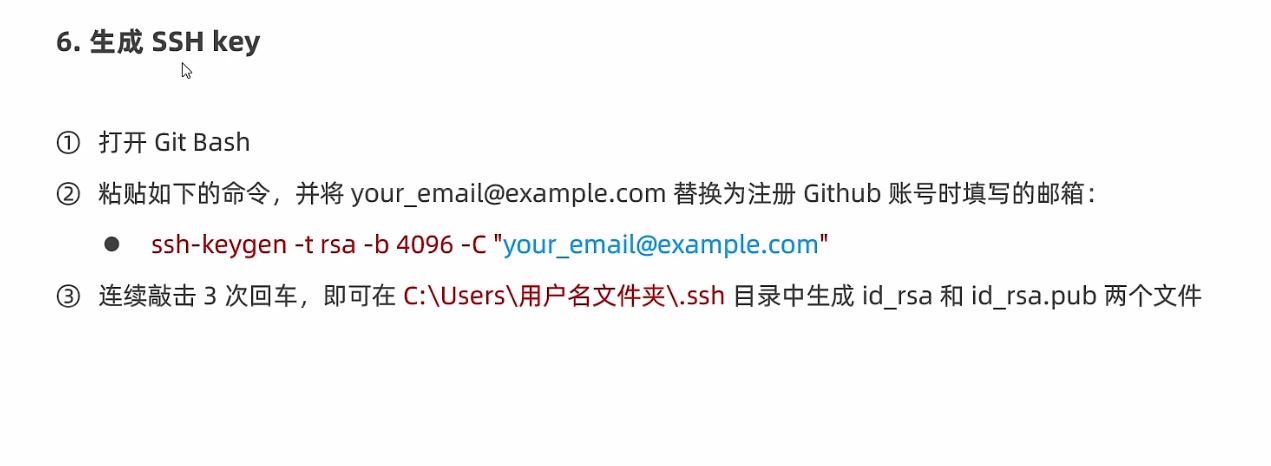 6. 生成 SSH key
① 打开 Git Bash
② 粘贴如下的命令，并将 your_email@example.com 替换为注册 Github 账号时填写的邮箱：
● ssh-keygen -t rsa -b 4096 -C "your_email@example.com"
③ 连续敲击 3 次回车，即可在 C:\Users\用户名文件夹\.ssh 目录中生成 id_rsa 和 id_rsa.pub 两个文件